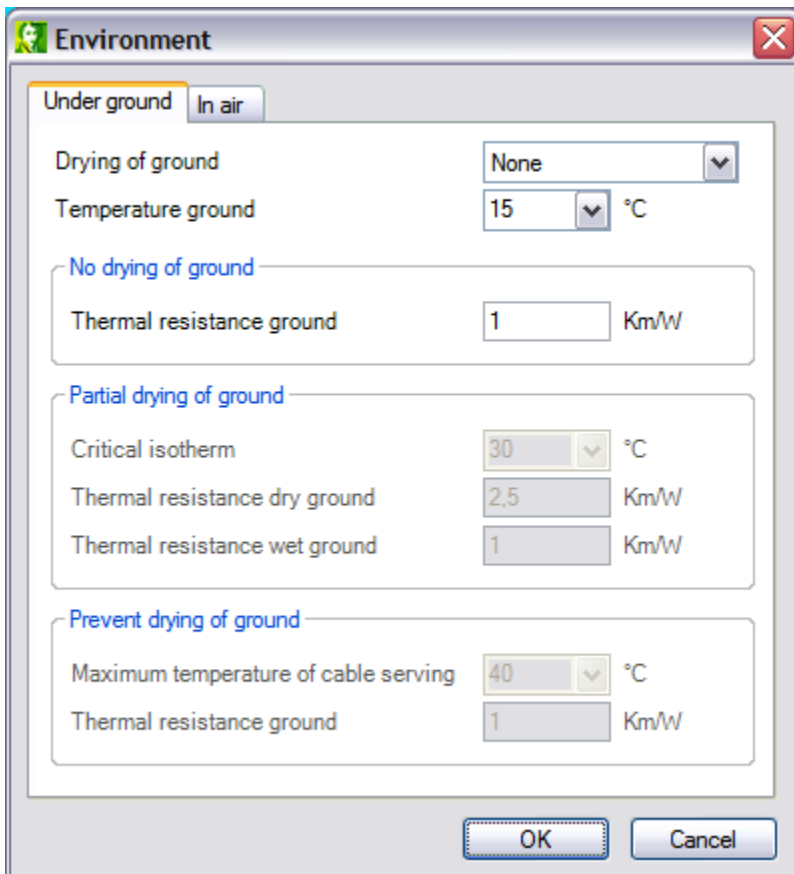 Environment
Under ground In air
Drying of ground None
Temperature ground 15 °C
No drying of ground
Thermal resistance ground 1 Km/W
Partial drying of ground
Critical isotherm 30 °C
Thermal resistance dry ground 2,5 Km/W
Thermal resistance wet ground 1 Km/W
Prevent drying of ground
Maximum temperature of cable serving 40 °C
Thermal resistance ground 1 Km/W
OK Cancel